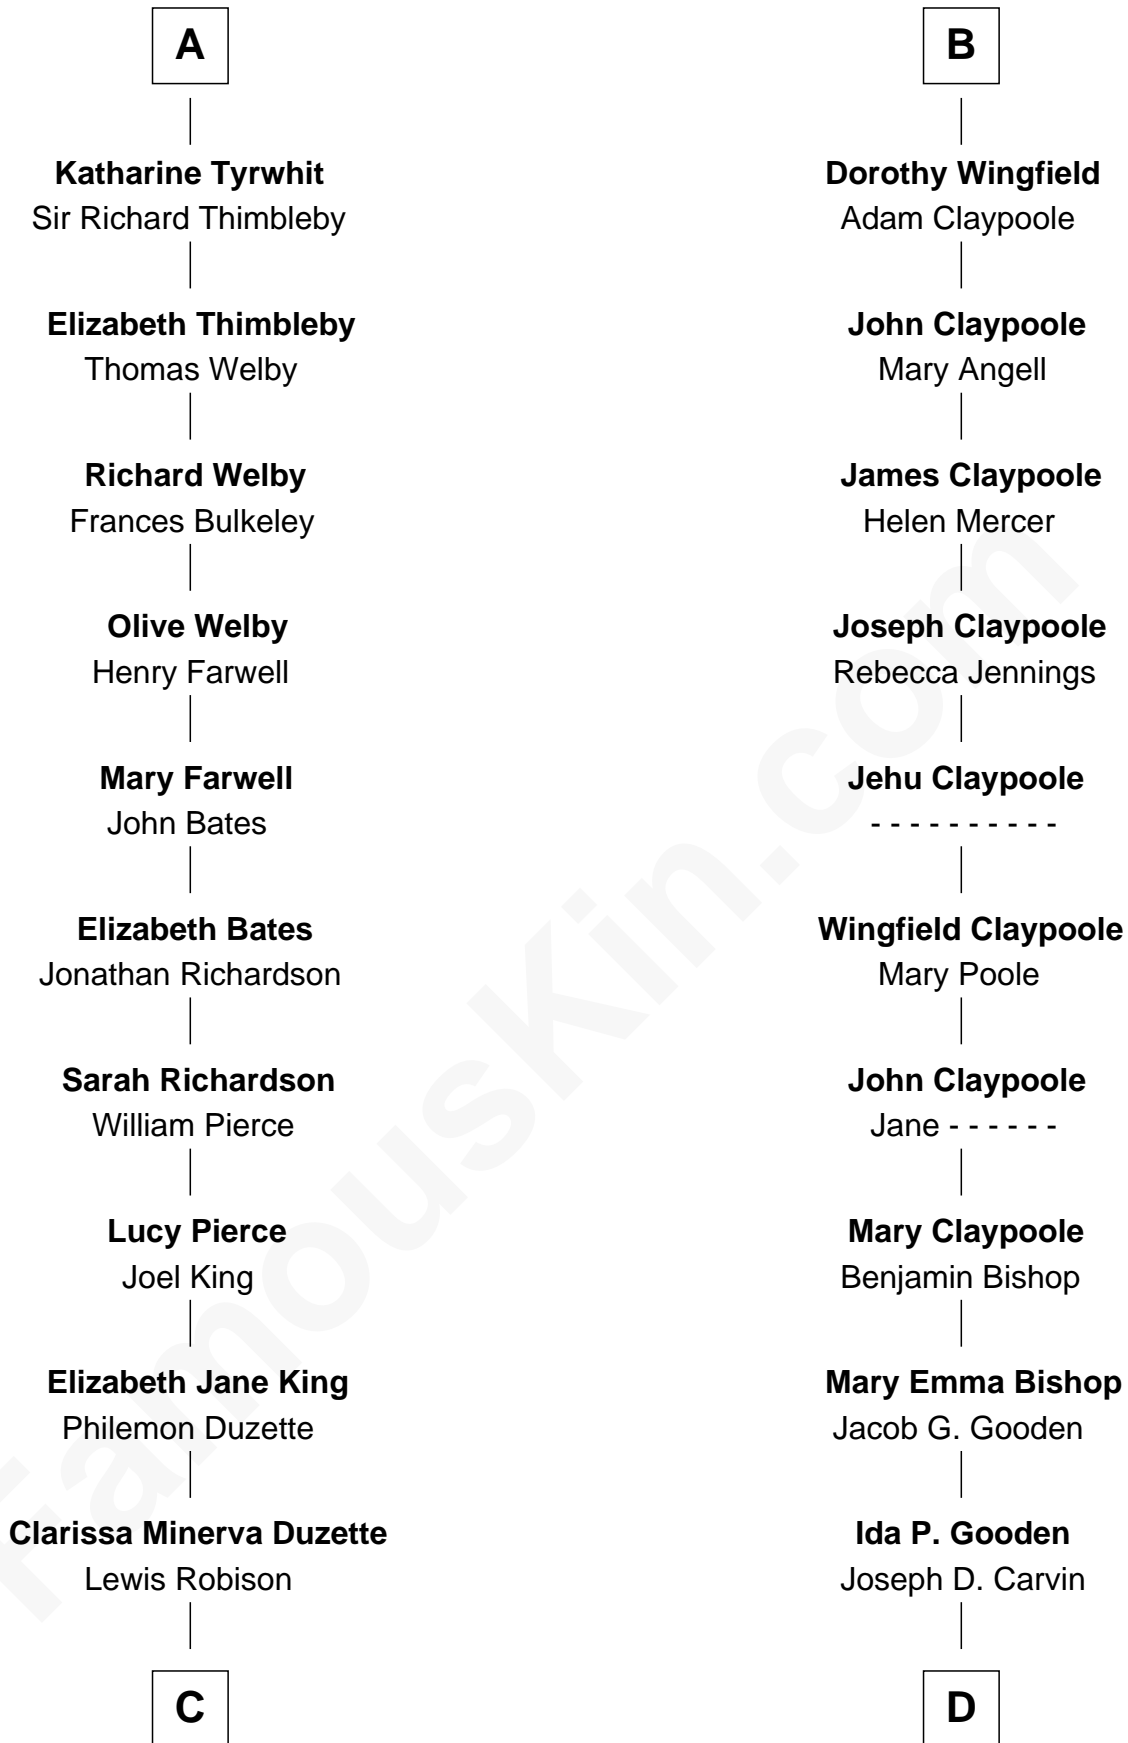 A
Katharine Tyrwhit
Sir Richard Thimbleby
Elizabeth Thimbleby
Thomas Welby
Richard Welby
Frances Bulkeley
Olive Welby
Henry Farwell
Mary Farwell
John Bates
Elizabeth Bates
Jonathan Richardson
Sarah Richardson
William Pierce
Lucy Pierce
Joel King
Elizabeth Jane King
Philemon Duzette
Clarissa Minerva Duzette
Lewis Robison
C
B
Dorothy Wingfield
Adam Claypoole
John Claypoole
Mary Angell
James Claypoole
Helen Mercer
Joseph Claypoole
Rebecca Jennings
Jehu Claypoole
- - - - - - - - - -
Wingfield Claypoole
Mary Poole
John Claypoole
Jane - - - - - -
Mary Claypoole
Benjamin Bishop
Mary Emma Bishop
Jacob G. Gooden
Ida P. Gooden
Joseph D. Carvin
D
FamousKin.com